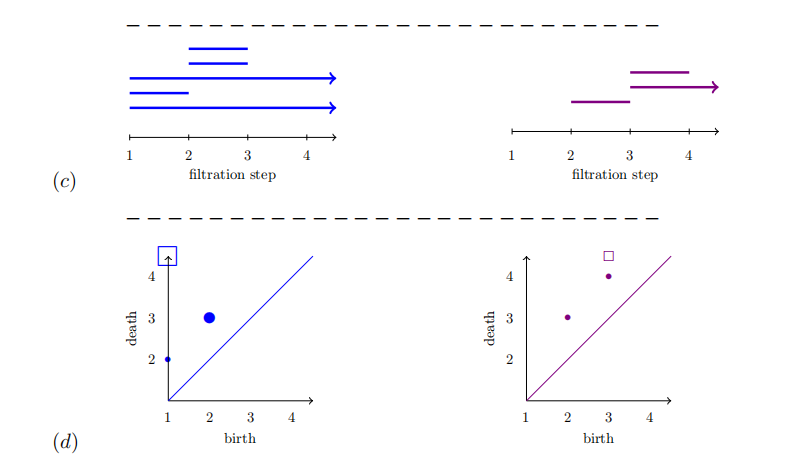 1 2 3 4
filtration step
1 2 3 4
filtration step
(c)
4
3
2
death
1 2 3 4
birth
4
3
2
death
1 2 3 4
birth
(d)